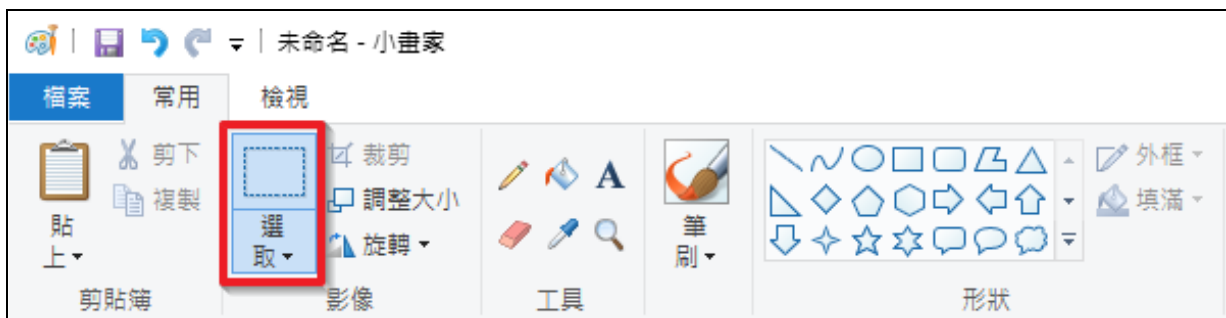 未命名 - 小畫家
檔案 常用 檢視
剪下 裁剪 外框
複製 調整大小 填滿
貼上 選取 旋轉 A 筆刷
剪貼簿 影像 工具 形狀